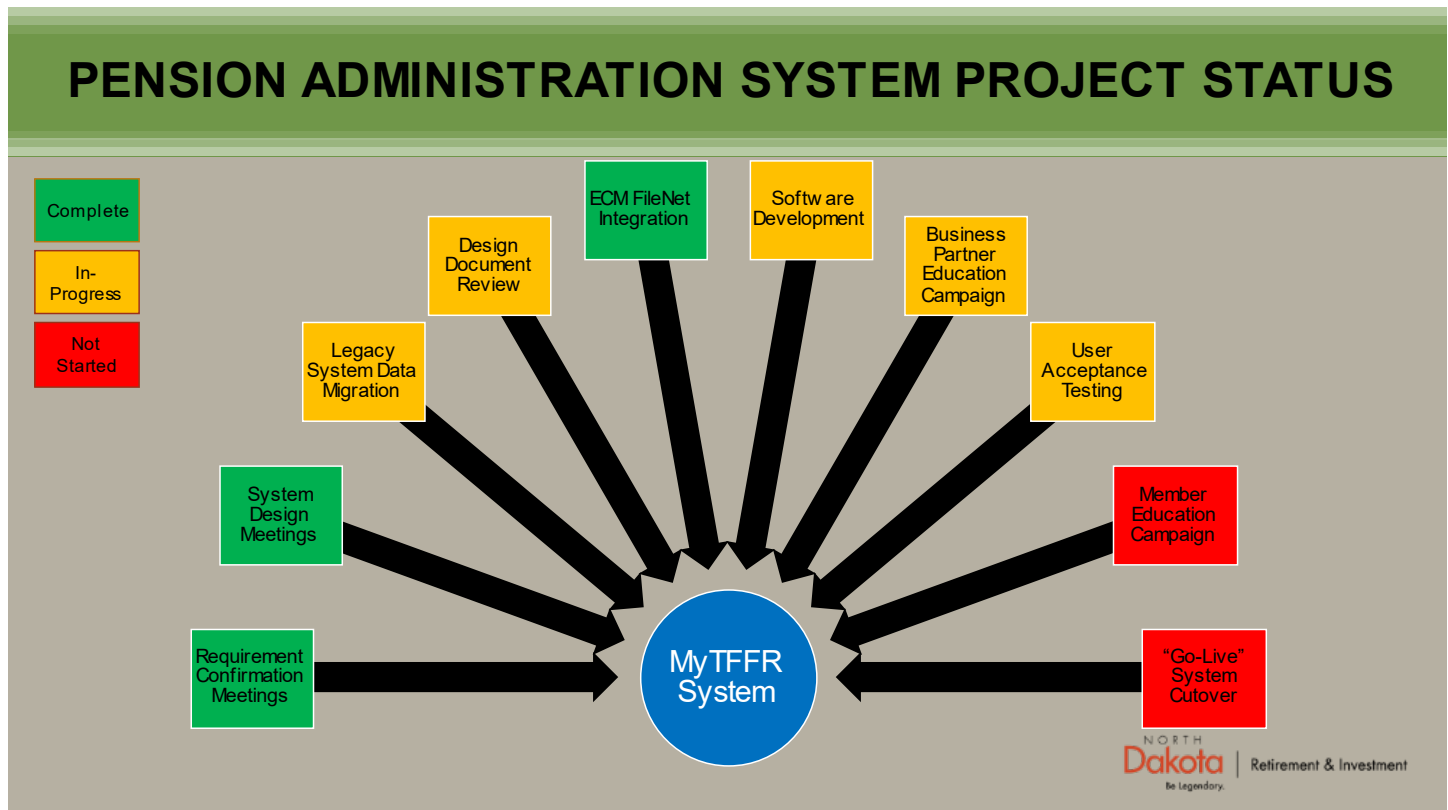 PENSION ADMINISTRATION SYSTEM PROJECT STATUS
Complete
In-
Progress
Not
Started
Requirement
Confirmation
Meetings
System
Design
Meetings
Legacy
System Data
Migration
Design
Document
Review
ECM FileNet
Integration
Software
Development
Business
Partner
Education
Campaign
User
Acceptance
Testing
Member
Education
Campaign
“Go-Live”
System
Cutover
MyTFFR
System
NORTH
Dakota
Be Legendary.
Retirement & Investment